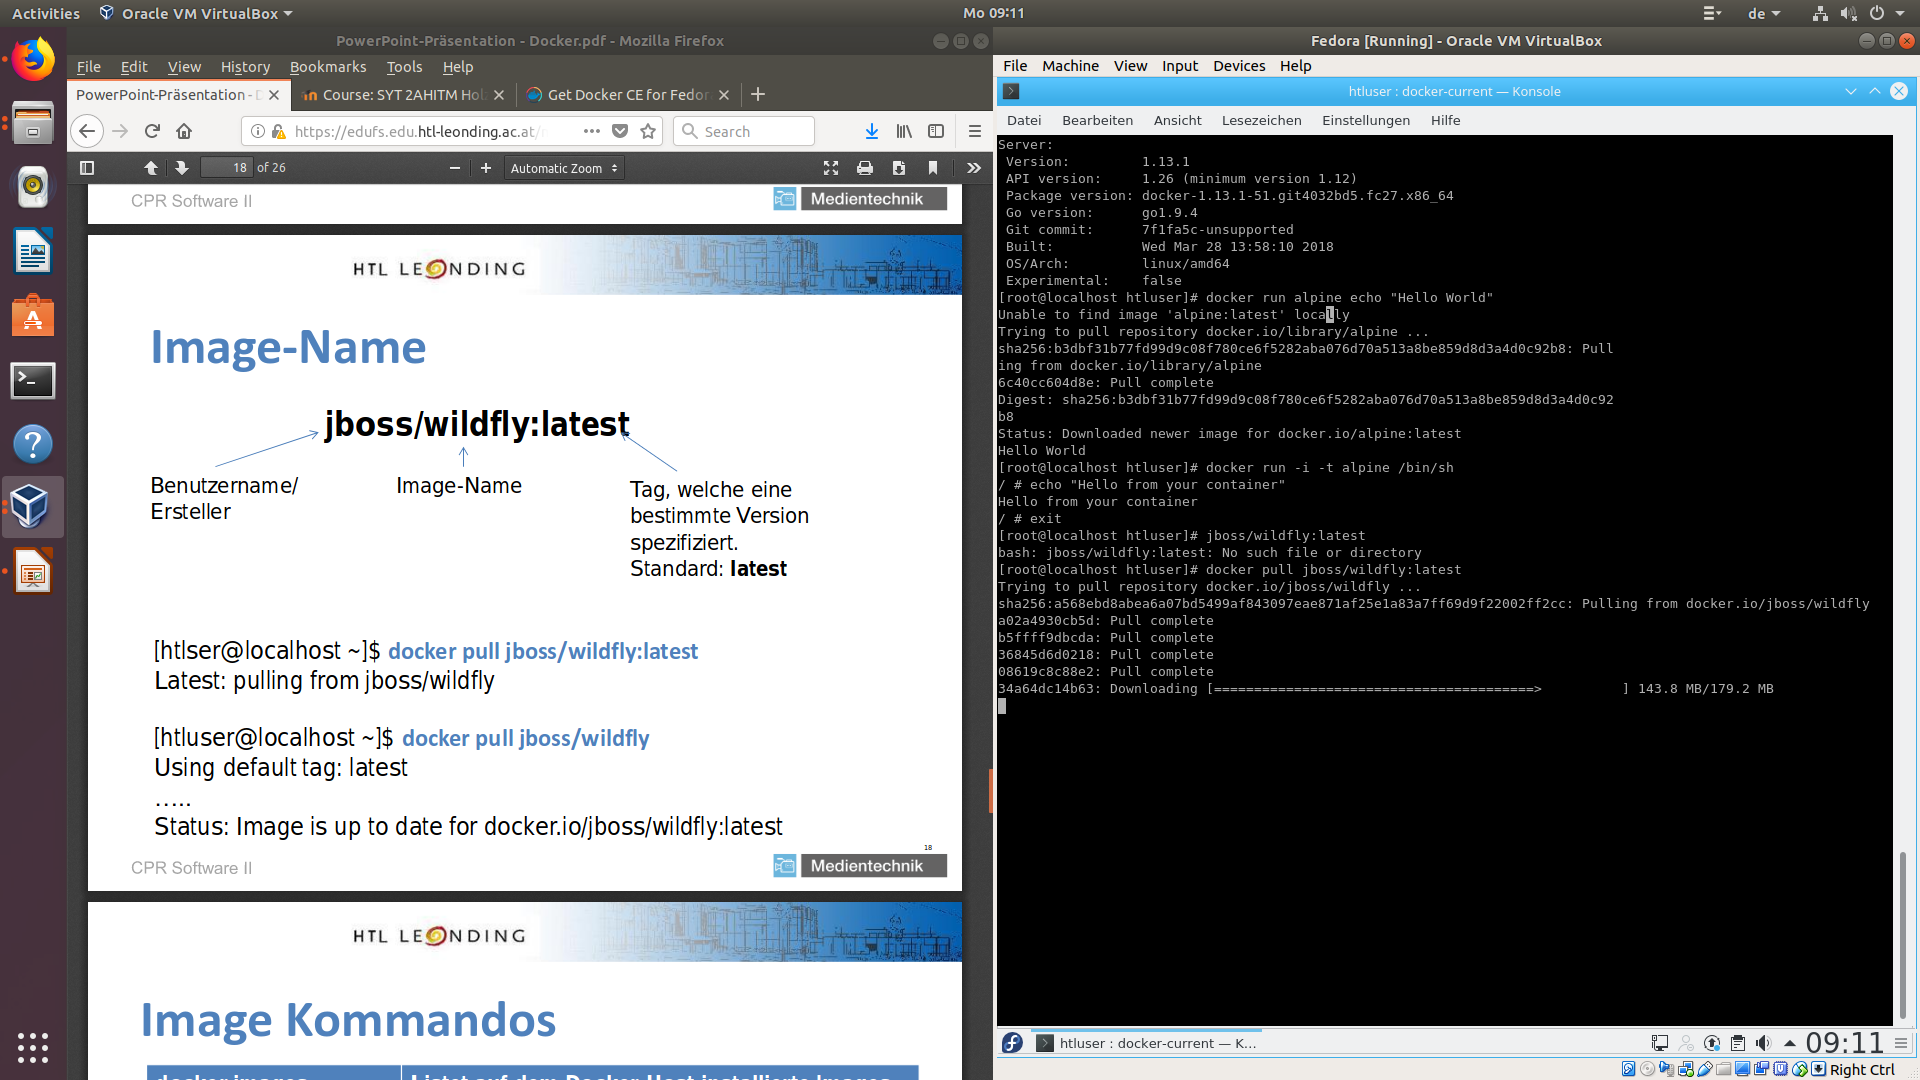 Activities
Oracle VM VirtualBox
Mo 09:11
de
PowerPoint-Präsentation - Docker.pdf - Mozilla Firefox
File Edit View History Bookmarks Tools Help
PowerPoint-Präsentation -
Course: SYT 2AHITM Hol
Get Docker CE for Fedor
https://edufs.edu.htl-leonding.ac.at/
Search
18 of 26
Automatic Zoom
CPR Software II
Medientechnik
HTL LEONDING
Image-Name
jboss/wildfly:latest
Benutzername/
Ersteller
Image-Name
Tag, welche eine
bestimmte Version
spezifiziert.
Standard: latest
[htlser@localhost ~]$ docker pull jboss/wildfly:latest
Latest: pulling from jboss/wildfly
[htluser@localhost ~]$ docker pull jboss/wildfly
Using default tag: latest
.....
Status: Image is up to date for docker.io/jboss/wildfly:latest
18
CPR Software II
Medientechnik
HTL LEONDING
Image Kommandos
docker images
Listet auf dem Docker Host installierte Images
Fedora [Running] - Oracle VM VirtualBox
File Machine View Input Devices Help
htluser : docker-current — Konsole
Datei Bearbeiten Ansicht Lesezeichen Einstellungen Hilfe
Server:
Version: 1.13.1
API version: 1.26 (minimum version 1.12)
Package version: docker-1.13.1-51.git4032bd5.fc27.x86_64
Go version: go1.9.4
Git commit: 7f1fa5c-unsupported
Built: Wed Mar 28 13:58:10 2018
OS/Arch: linux/amd64
Experimental: false
[root@localhost htluser]# docker run alpine echo "Hello World"
Unable to find image 'alpine:latest' locally
Trying to pull repository docker.io/library/alpine ...
sha256:b3dbf31b77fd99d9c08f780ce6f5282aba076d70a513a8be859d8d3a4d0c92b8: Pull
ing from docker.io/library/alpine
6c40cc604d8e: Pull complete
Digest: sha256:b3dbf31b77fd99d9c08f780ce6f5282aba076d70a513a8be859d8d3a4d0c92
b8
Status: Downloaded newer image for docker.io/alpine:latest
Hello World
[root@localhost htluser]# docker run -i -t alpine /bin/sh
/ # echo "Hello from your container"
Hello from your container
/ # exit
[root@localhost htluser]# jboss/wildfly:latest
bash: jboss/wildfly:latest: No such file or directory
[root@localhost htluser]# docker pull jboss/wildfly:latest
Trying to pull repository docker.io/jboss/wildfly ...
sha256:a568ebd8abea6a07bd5499af843097eae871af25e1a83a7ff69d9f22002ff2cc: Pulling from docker.io/jboss/wildfly
a02a4930cb5d: Pull complete
b5ffff9dbcda: Pull complete
36845d6d0218: Pull complete
08619c8c88e2: Pull complete
34a64dc14b63: Downloading [========================================> ] 143.8 MB/179.2 MB
htluser : docker-current — K...
09:11
Right Ctrl